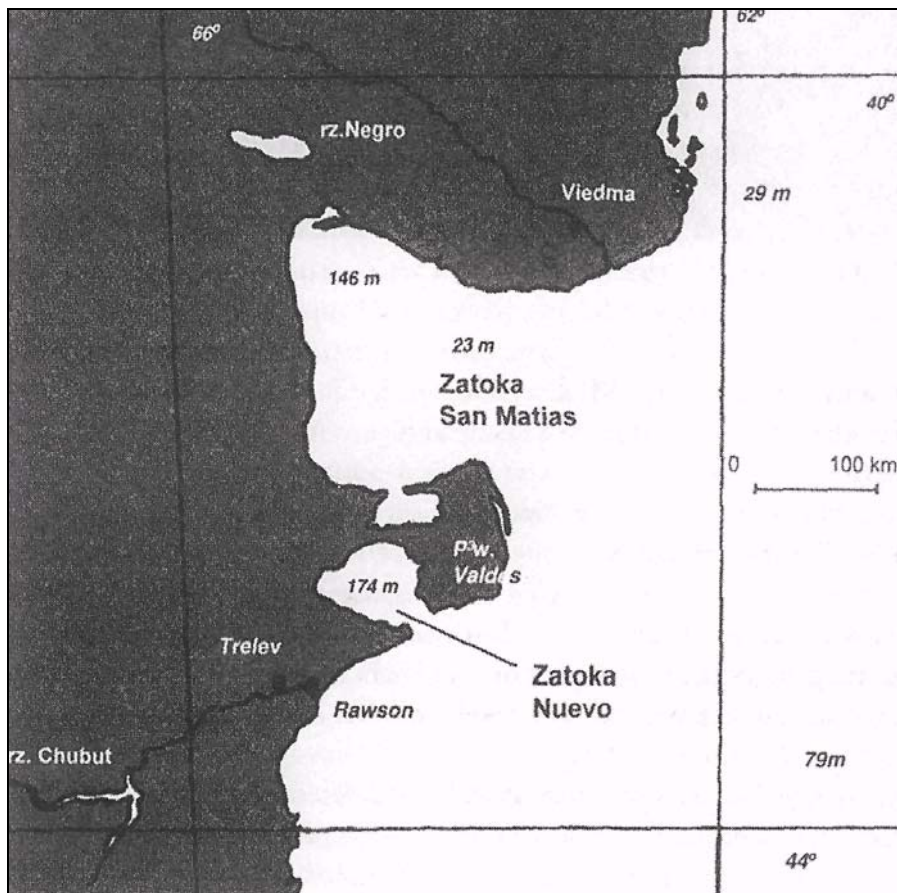 62°
66°
40°
rz.Negro
Viedma
29 m
146 m
23 m
Zatoka
San Matias
0 100 km
P³w.
Valdes
174 m
Trelev
Zatoka
Nuevo
Rawson
rz. Chubut
79m
44°